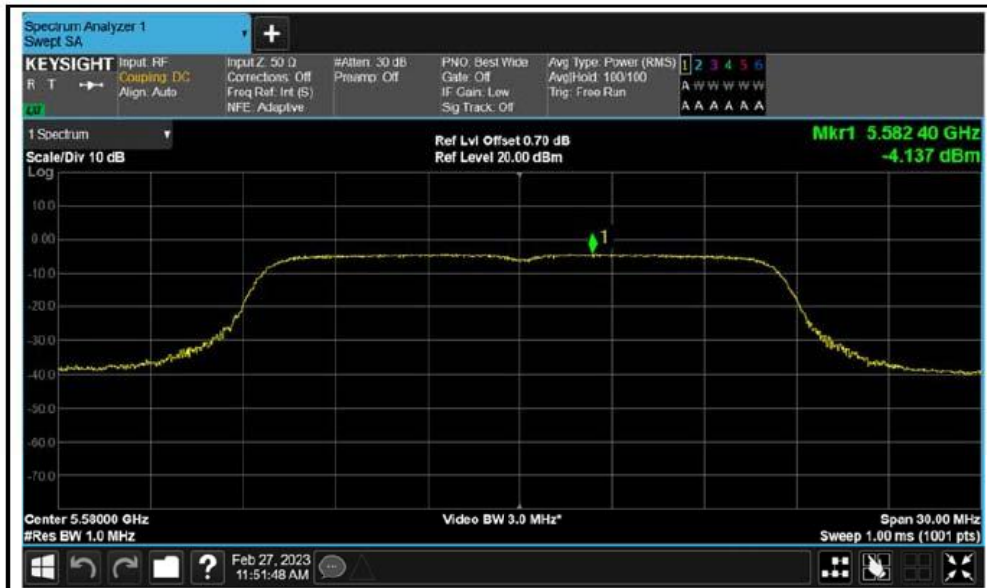 Spectrum Analyzer 1
Swept SA
+
KEYSIGHT
R T
Input: RF
Coupling: DC
Align: Auto
Input Z: 50 Ω
Corrections: Off
Freq Ref: Int (S)
NFE: Adaptive
#Atten: 30 dB
Preamp: Off
PNO: Best Wide
Gate: Off
IF Gain: Low
Sig Track: Off
Avg Type: Power (RMS)
Avg|Hold: 100/100
Trig: Free Run
1 2 3 4 5 6
A W W W W W
A A A A A A
1 Spectrum
Scale/Div 10 dB
Log
Ref Lvl Offset 0.70 dB
Ref Level 20.00 dBm
Mkr1 5.582 40 GHz
-4.137 dBm
10.0
0.00
-10.0
-20.0
-30.0
-40.0
-50.0
-60.0
-70.0
1
Center 5.58000 GHz
#Res BW 1.0 MHz
Video BW 3.0 MHz*
Span 30.00 MHz
Sweep 1.00 ms (1001 pts)
?
Feb 27, 2023
11:51:48 AM